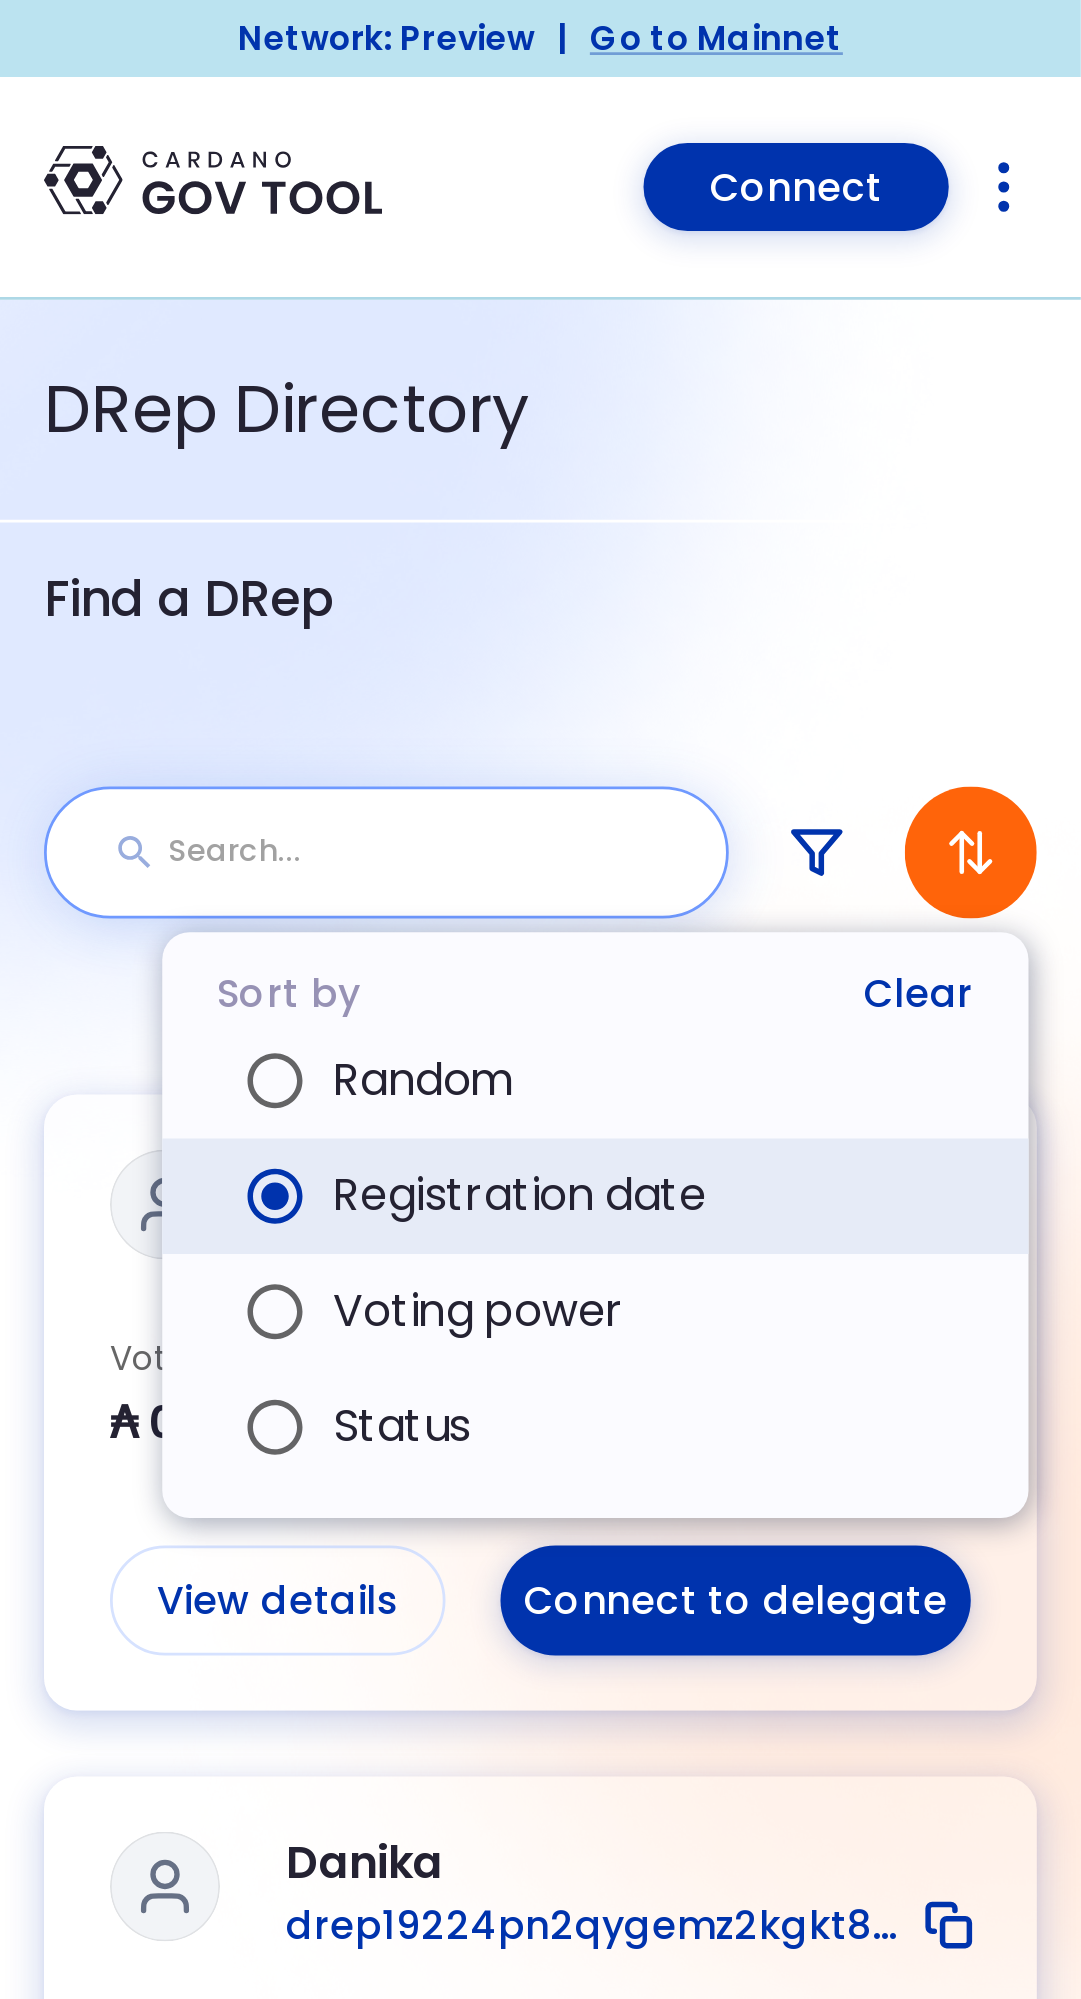 Network: Preview | Go to Mainnet
CARDANO
GOV TOOL
Connect
DRep Directory
Find a DRep
Search...
Sort by
Clear
Random
Registration date
Voting power
Status
Vot
₳ 0
View details
Connect to delegate
Danika
drep19224pn2qygemz2kgkt8...